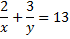 2/x + 3/y = 13